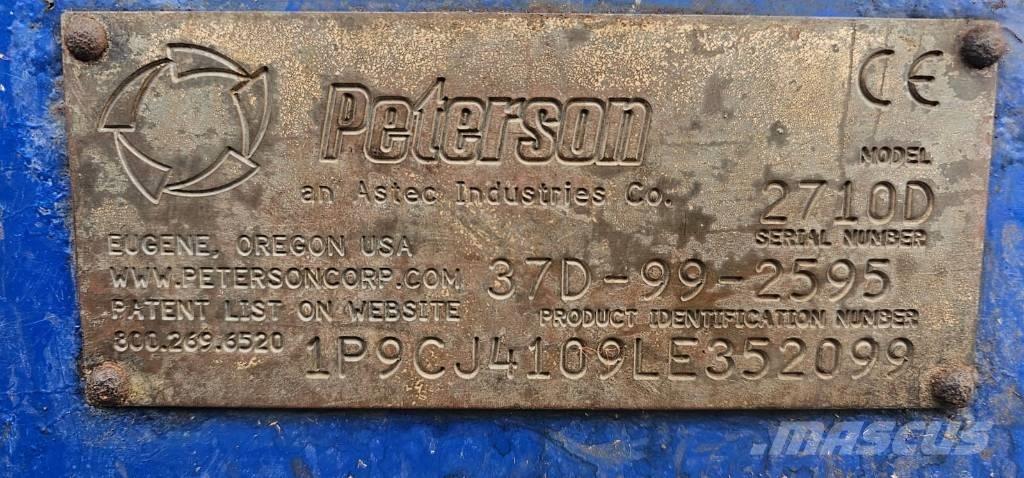 Peterson
an Astec Industries Co.
CE
MODEL
2710D
SERIAL NUMBER
37D-99-2595
EUGENE, OREGON USA
WWW.PETERSONCORP.COM
PATENT LIST ON WEBSITE
800.269.6520
PRODUCT IDENTIFICATION NUMBER
1P9CJ4109LE352099
MASCUS